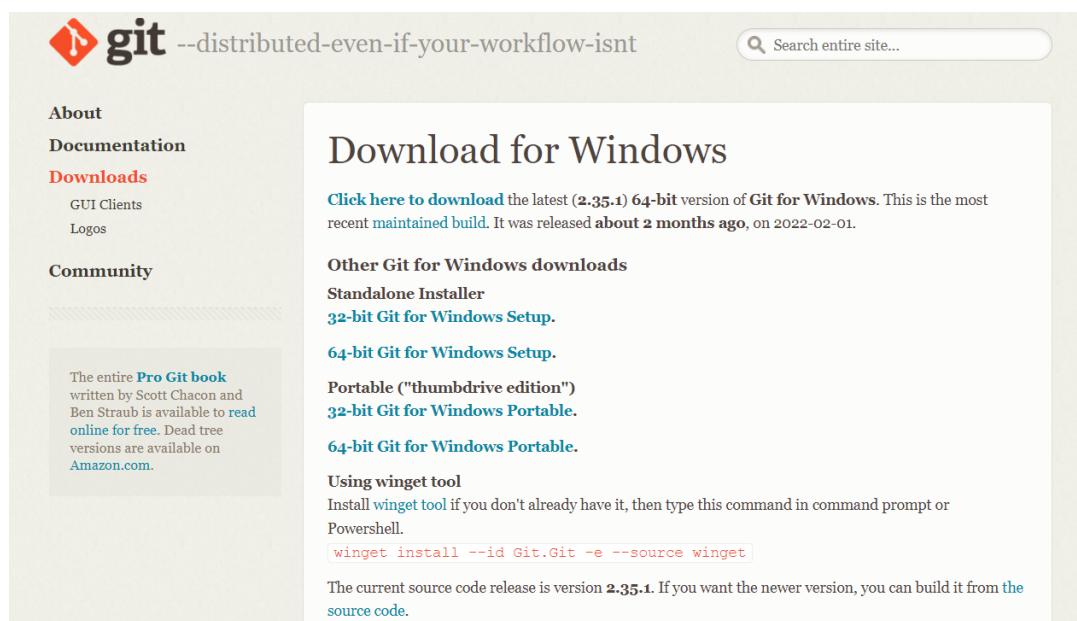 git --distributed-even-if-your-workflow-isnt
Search entire site...
About
Documentation
Downloads
GUI Clients
Logos
Community
The entire Pro Git book
written by Scott Chacon and
Ben Straub is available to read
online for free. Dead tree
versions are available on
Amazon.com.
Download for Windows
Click here to download the latest (2.35.1) 64-bit version of Git for Windows. This is the most
recent maintained build. It was released about 2 months ago, on 2022-02-01.
Other Git for Windows downloads
Standalone Installer
32-bit Git for Windows Setup.
64-bit Git for Windows Setup.
Portable ("thumbdrive edition")
32-bit Git for Windows Portable.
64-bit Git for Windows Portable.
Using winget tool
Install winget tool if you don't already have it, then type this command in command prompt or
Powershell.
winget install --id Git.Git -e --source winget
The current source code release is version 2.35.1. If you want the newer version, you can build it from the
source code.